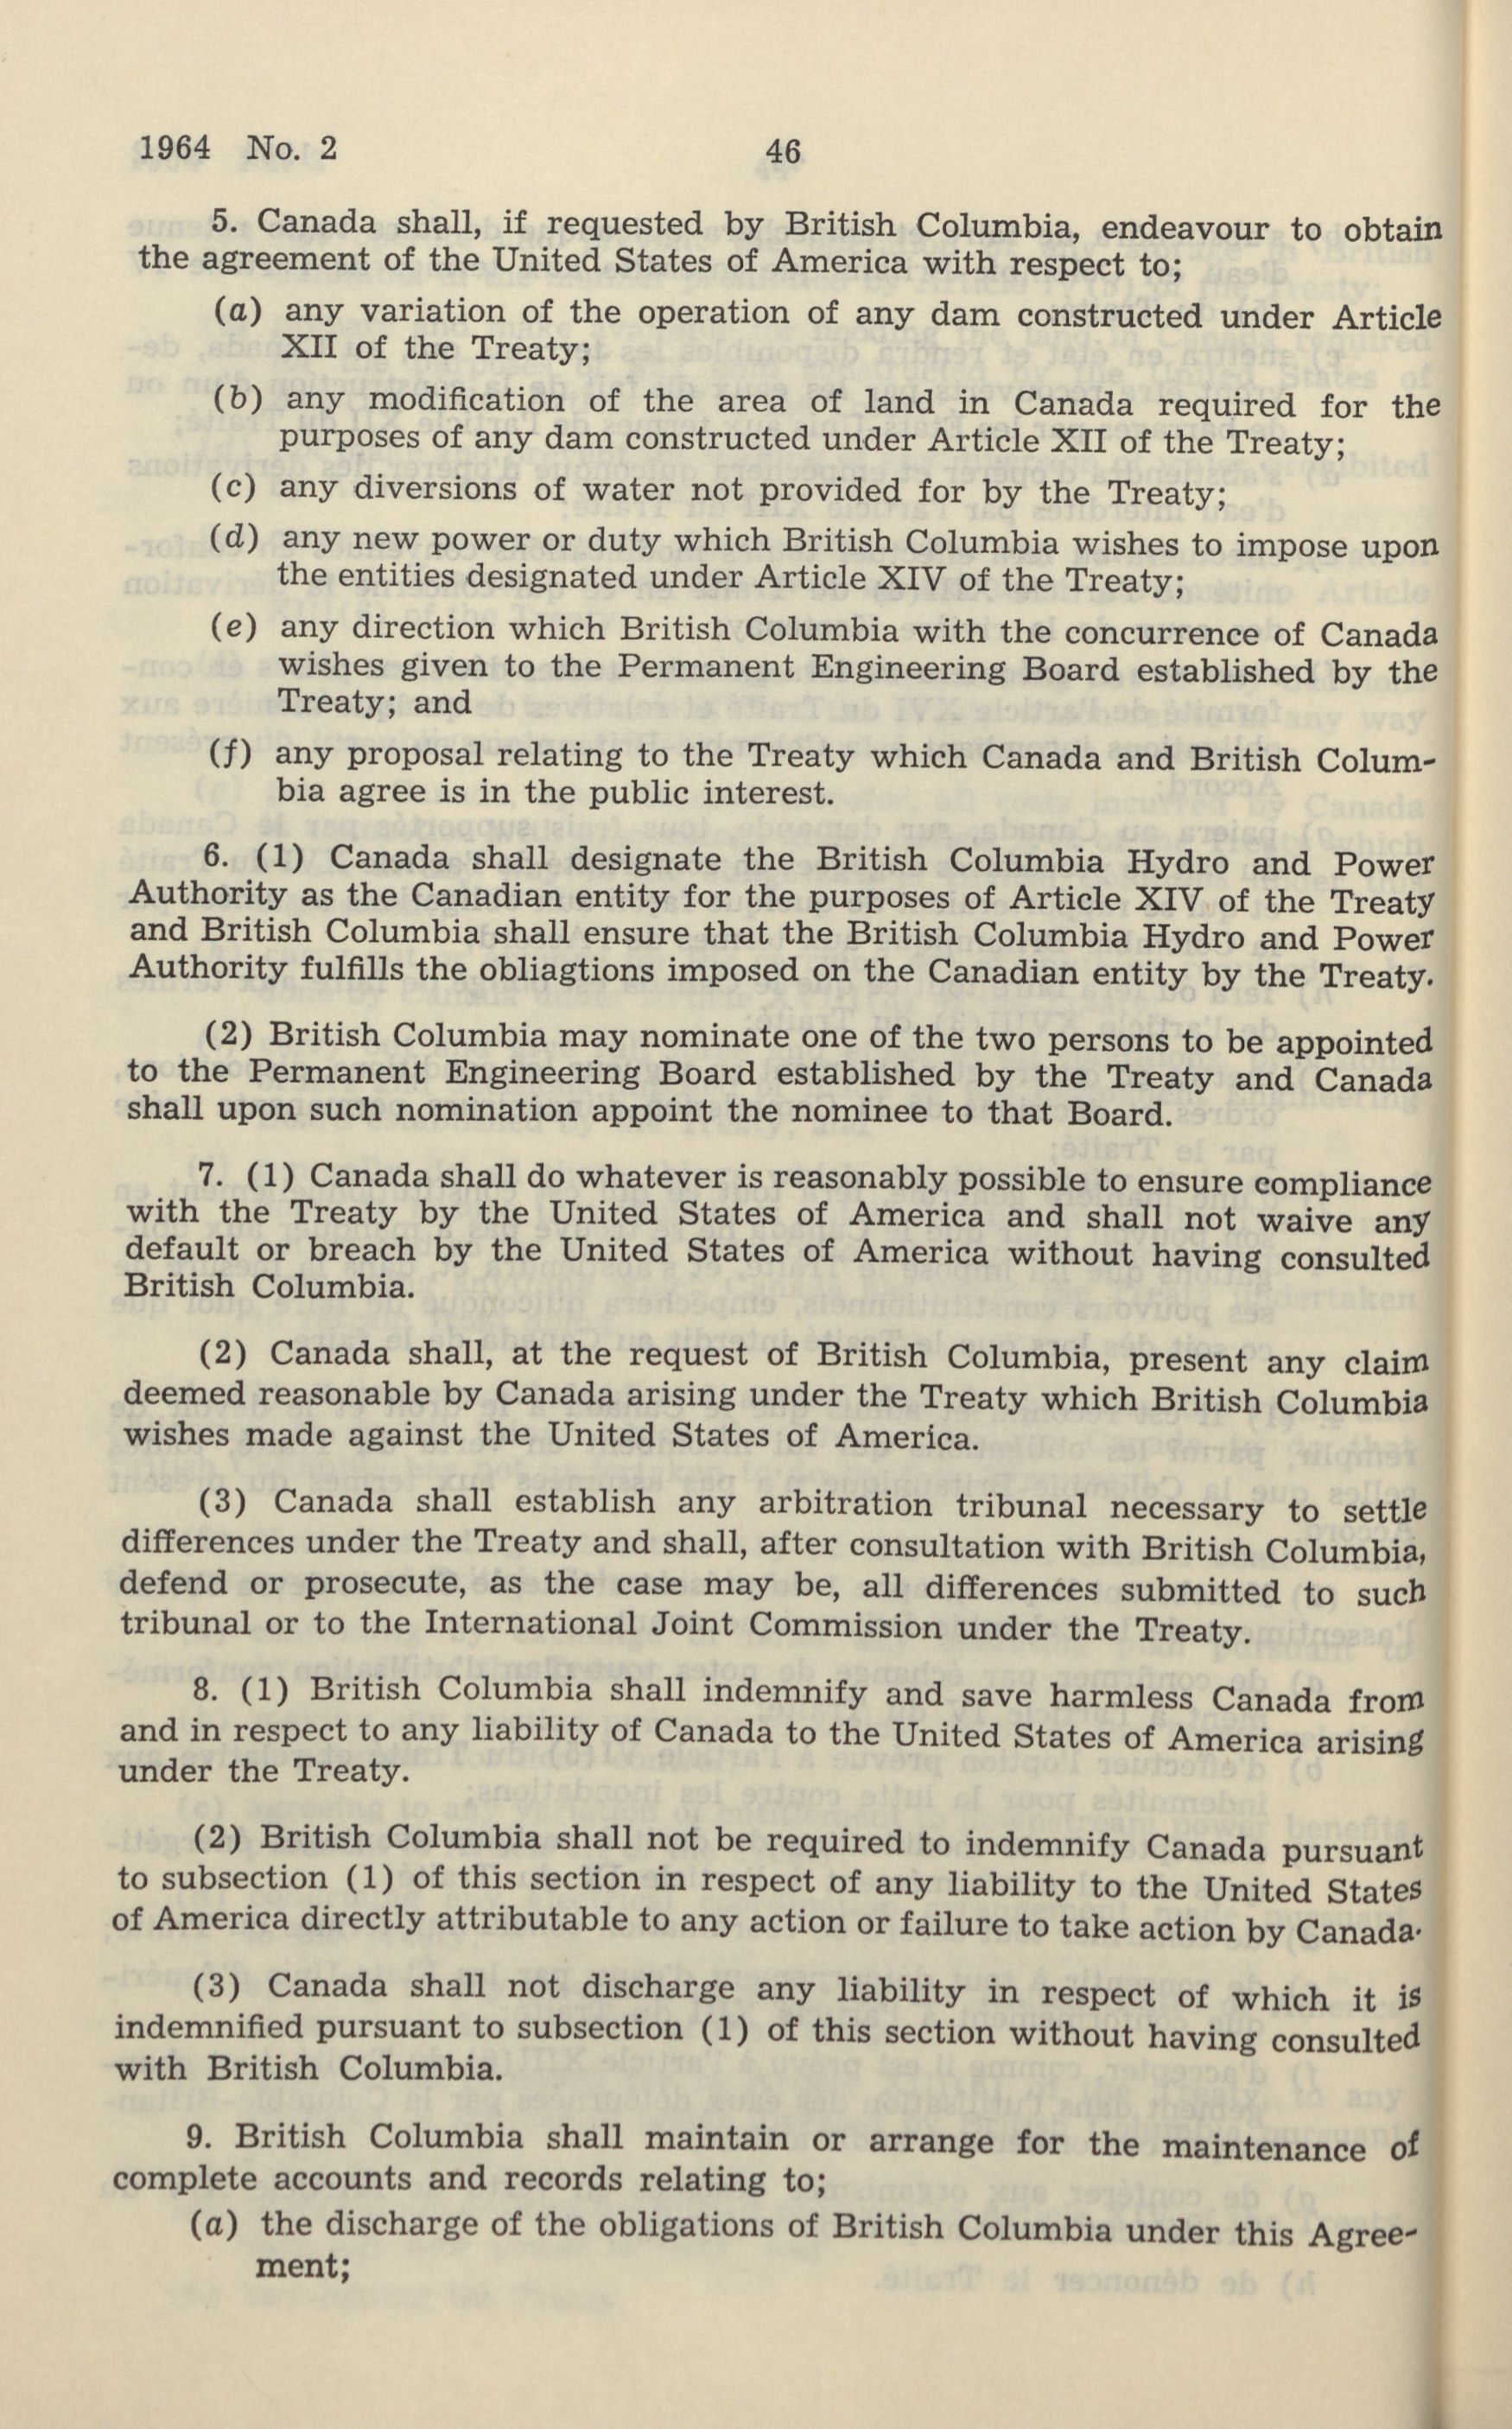 1964 No. 2
46
5. Canada shall, if requested by British Columbia, endeavour to obtain
the agreement of the United States of America with respect to;
(a) any variation of the operation of any dam constructed under Article
XII of the Treaty;
(b) any modification of the area of land in Canada required for the
purposes of any dam constructed under Article XII of the Treaty;
(c) any diversions of water not provided for by the Treaty;
(d) any new power or duty which British Columbia wishes to impose upon
the entities designated under Article XIV of the Treaty;
(e) any direction which British Columbia with the concurrence of Canada
wishes given to the Permanent Engineering Board established by the
Treaty; and
(f) any proposal relating to the Treaty which Canada and British Colum-
bia agree is in the public interest.
6. (1) Canada shall designate the British Columbia Hydro and Power
Authority as the Canadian entity for the purposes of Article XIV of the Treaty
and British Columbia shall ensure that the British Columbia Hydro and Power
Authority fulfills the obliagtions imposed on the Canadian entity by the Treaty.
(2) British Columbia may nominate one of the two persons to be appointed
to the Permanent Engineering Board established by the Treaty and Canada
shall upon such nomination appoint the nominee to that Board.
7. (1) Canada shall do whatever is reasonably possible to ensure compliance
with the Treaty by the United States of America and shall not waive any
default or breach by the United States of America without having consulted
British Columbia.
(2) Canada shall, at the request of British Columbia, present any claim
deemed reasonable by Canada arising under the Treaty which British Columbia
wishes made against the United States of America.
(3) Canada shall establish any arbitration tribunal necessary to settle
differences under the Treaty and shall, after consultation with British Columbia,
defend or prosecute, as the case may be, all differences submitted to such
tribunal or to the International Joint Commission under the Treaty.
8. (1) British Columbia shall indemnify and save harmless Canada from
and in respect to any liability of Canada to the United States of America arising
under the Treaty.
(2) British Columbia shall not be required to indemnify Canada pursuant
to subsection (1) of this section in respect of any liability to the United States
of America directly attributable to any action or failure to take action by Canada.
(3) Canada shall not discharge any liability in respect of which it is
indemnified pursuant to subsection (1) of this section without having consulted
with British Columbia.
9. British Columbia shall maintain or arrange for the maintenance of
complete accounts and records relating to;
(a) the discharge of the obligations of British Columbia under this Agree-
ment;